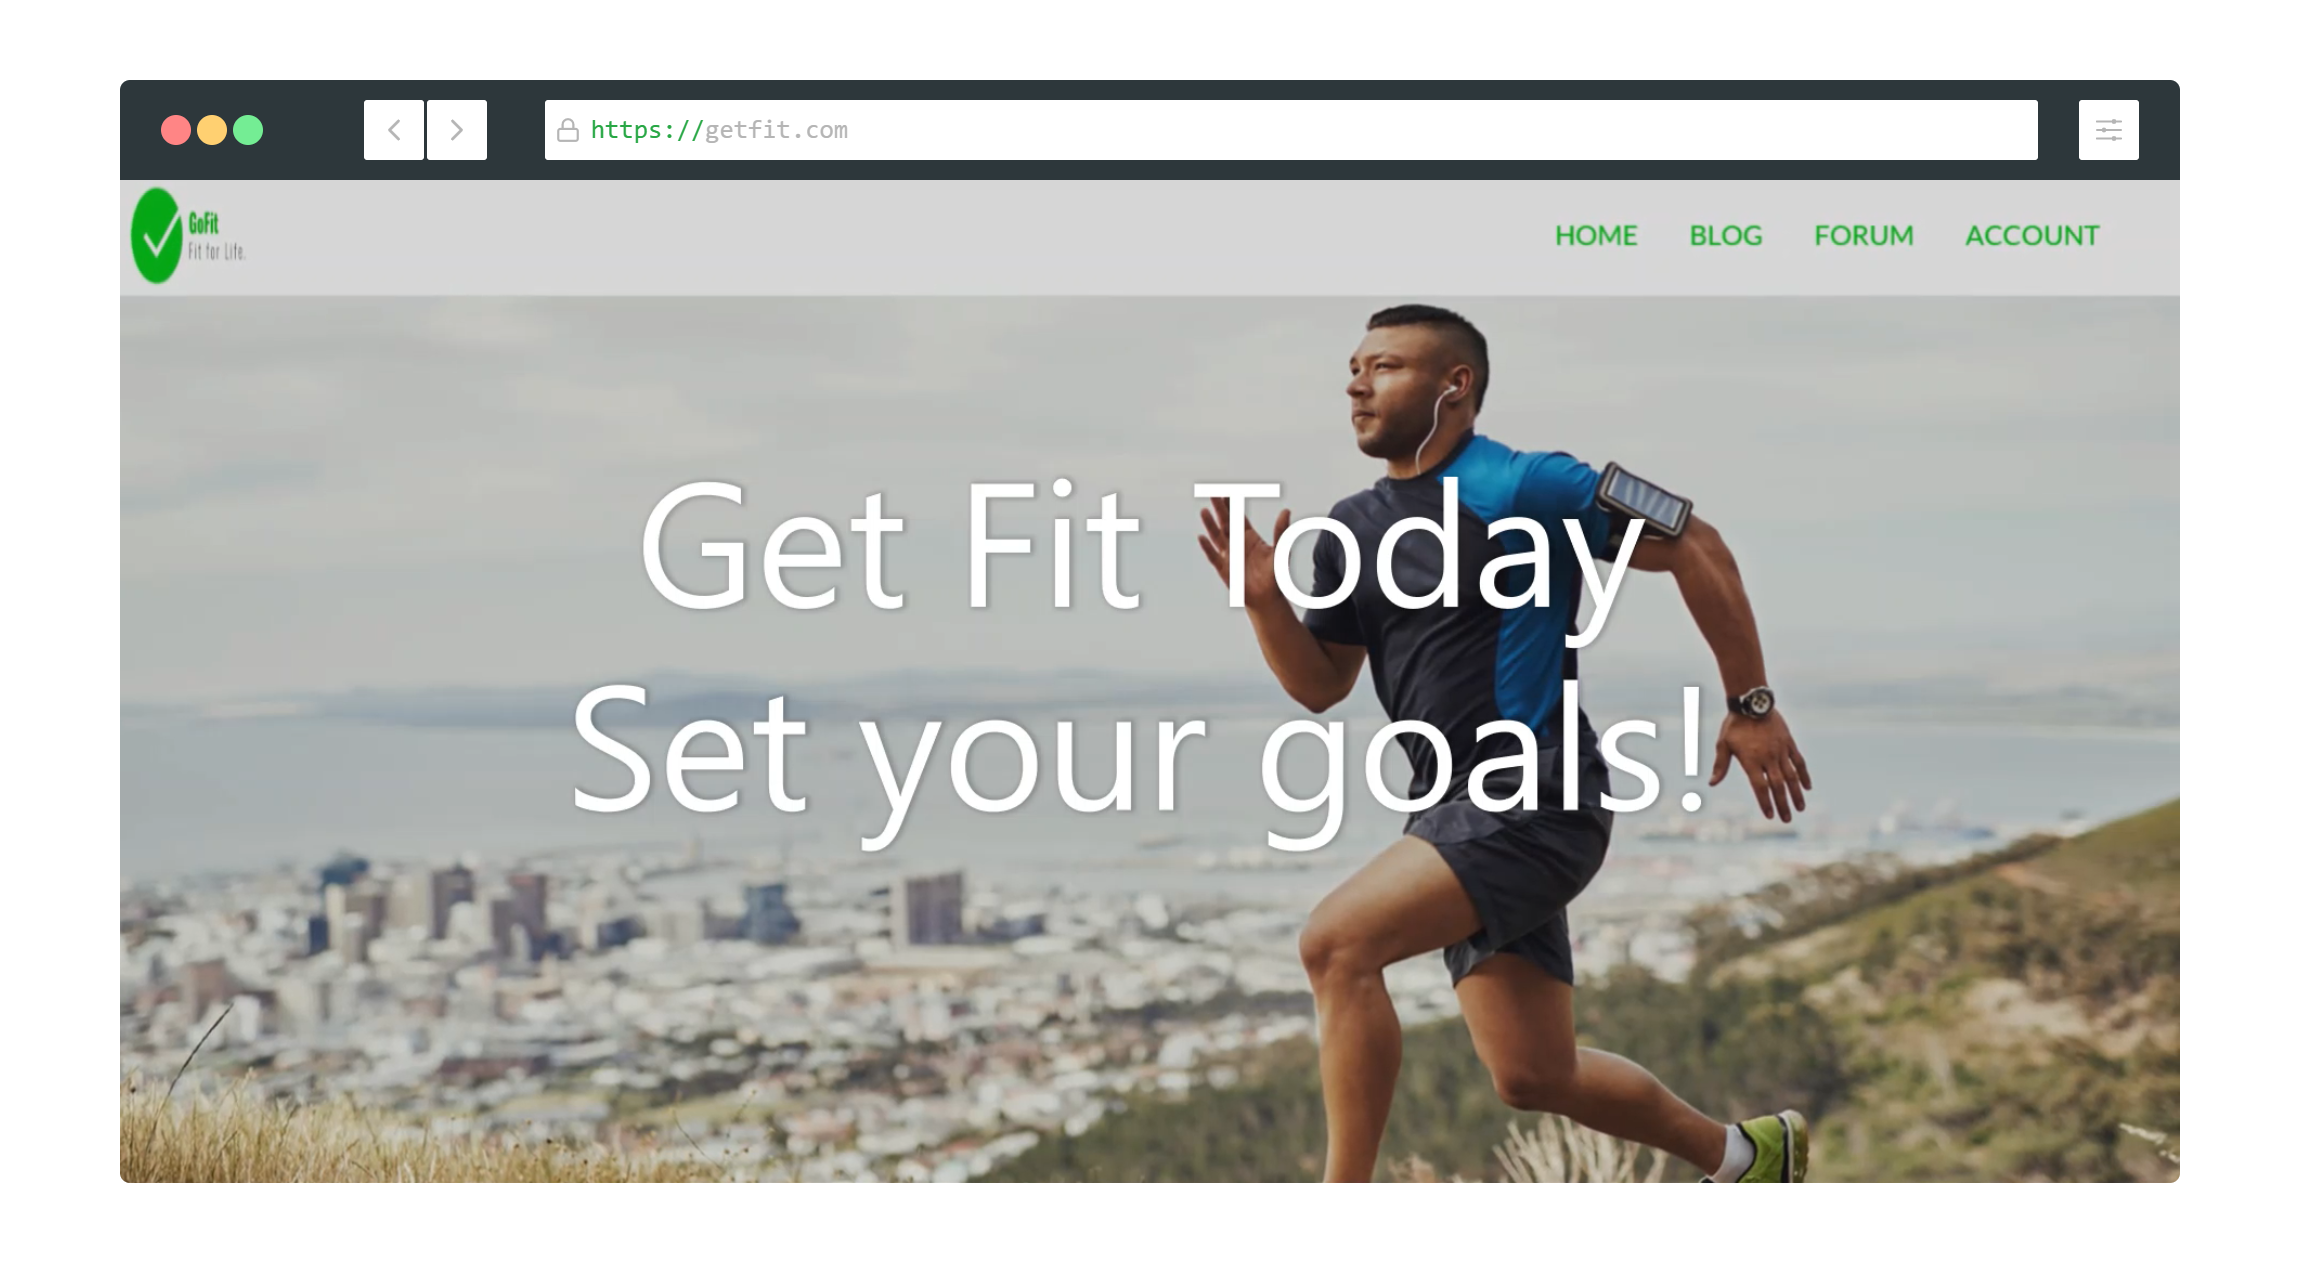 https://getfit.com
GoFit
Fit for Life.
HOME BLOG FORUM ACCOUNT
Get Fit Today
Set your goals!